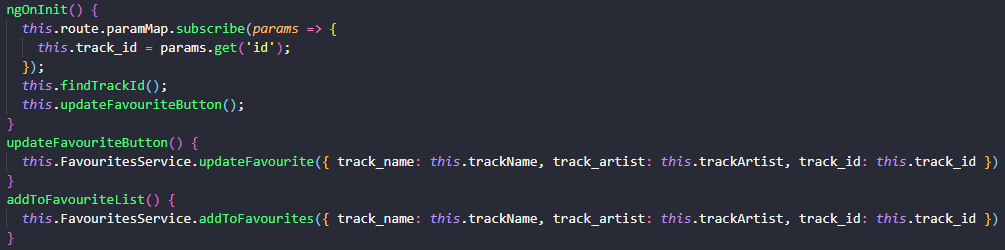 ngOnInit() {
this.route.paramMap.subscribe(params => {
this.track_id = params.get('id');
});
this.findTrackId();
this.updateFavouriteButton();
}
updateFavouriteButton() {
this.FavouritesService.updateFavourite({ track_name: this.trackName, track_artist: this.trackArtist, track_id: this.track_id })
}
addToFavouriteList() {
this.FavouritesService.addToFavourites({ track_name: this.trackName, track_artist: this.trackArtist, track_id: this.track_id })
}